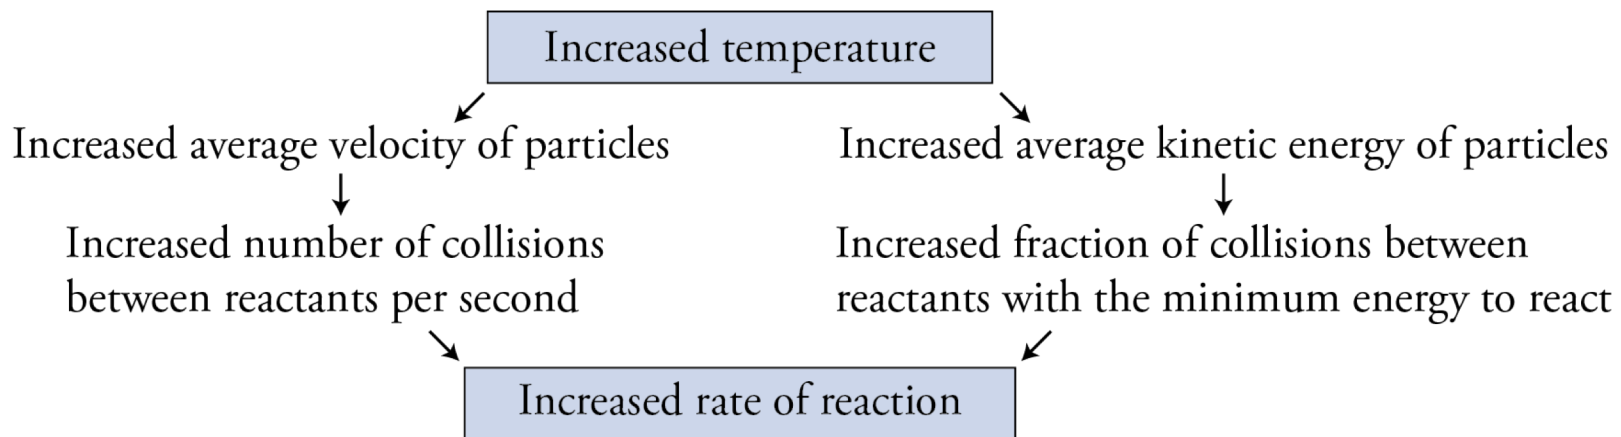 Increased temperature
Increased average velocity of particles
Increased average kinetic energy of particles
Increased number of collisions
between reactants per second
Increased fraction of collisions between
reactants with the minimum energy to react
Increased rate of reaction